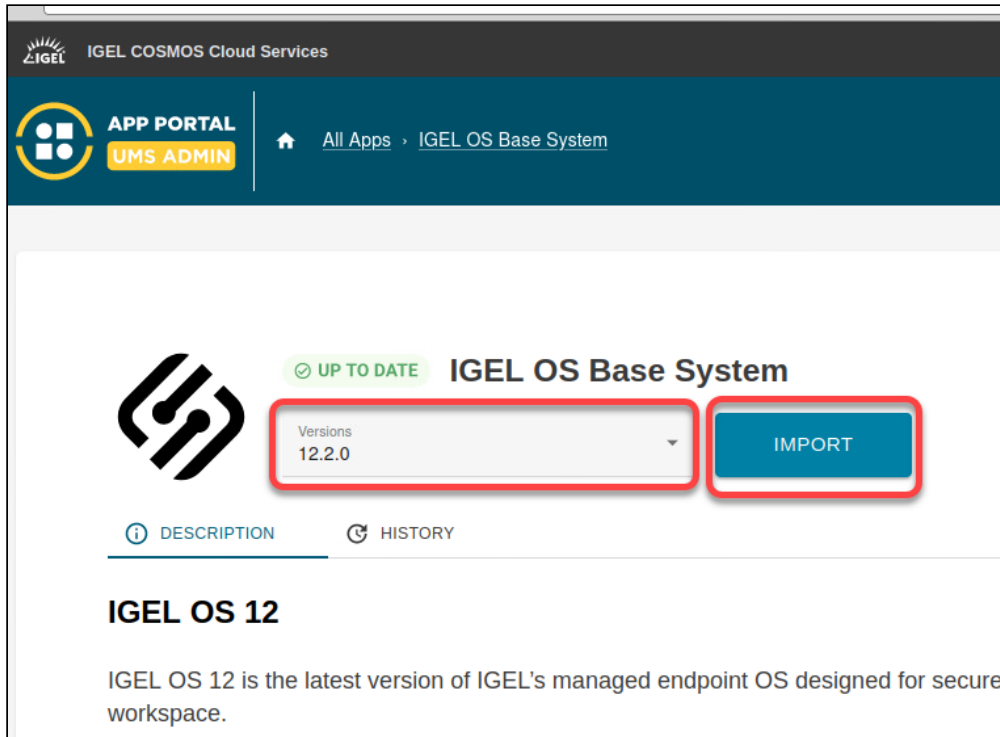 IGEL
IGEL COSMOS Cloud Services
APP PORTAL
UMS ADMIN
All Apps › IGEL OS Base System
UP TO DATE
IGEL OS Base System
Versions
12.2.0
IMPORT
DESCRIPTION
HISTORY
IGEL OS 12
IGEL OS 12 is the latest version of IGEL’s managed endpoint OS designed for secure
workspace.